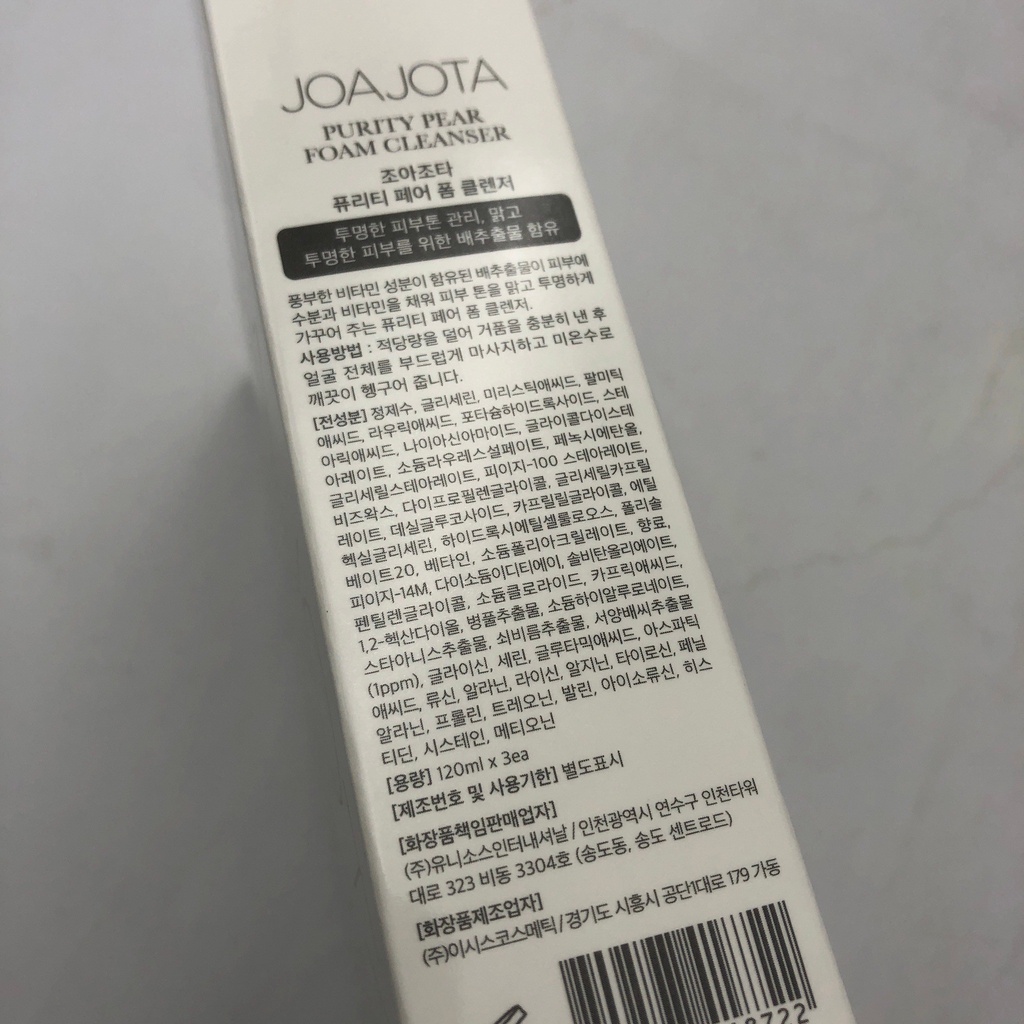 JOAJOTA
PURITY PEAR
FOAM CLEANSER
조아조타
퓨리티 페어 폼 클렌저
투명한 피부톤 관리, 맑고
투명한 피부를 위한 배추출물 함유
풍부한 비타민 성분이 함유된 배추출물이 피부에
수분과 비타민을 채워 피부 톤을 맑고 투명하게
가꾸어 주는 퓨리티 페어 폼 클렌저.
사용방법 : 적당량을 덜어 거품을 충분히 낸 후
얼굴 전체를 부드럽게 마사지하고 미온수로
깨끗이 헹구어 줍니다.
[전성분] 정제수, 글리세린, 미리스틱애씨드, 팔미틱
애씨드, 라우릭애씨드, 포타슘하이드록사이드, 스테
아릭애씨드, 나이아신아마이드, 글라이콜다이스테
아레이트, 소듐라우레스설페이트, 페녹시에탄올,
글리세릴스테아레이트, 피이지-100 스테아레이트,
비즈왁스, 다이프로필렌글라이콜, 글리세릴카프릴
레이트, 데실글루코사이드, 카프릴릴글라이콜, 에틸
헥실글리세린, 하이드록시에틸셀룰로오스, 폴리솔
베이트20, 베타인, 소듐폴리아크릴레이트, 향료,
피이지-14M, 다이소듐이디티에이, 솔비탄올리에이트,
펜틸렌글라이콜, 소듐클로라이드, 카프릭애씨드,
1,2-헥산다이올, 병풀추출물, 소듐하이알루로네이트,
스타아니스추출물, 쇠비름추출물, 서양배씨추출물
(1ppm), 글라이신, 세린, 글루타믹애씨드, 아스파틱
애씨드, 류신, 알라닌, 라이신, 알지닌, 타이로신, 페닐
알라닌, 프롤린, 트레오닌, 발린, 아이소류신, 히스
티딘, 시스테인, 메티오닌
[용량] 120ml x 3ea
[제조번호 및 사용기한] 별도표시
[화장품책임판매업자]
(주)유니소스인터내셔날 / 인천광역시 연수구 인천타워
대로 323 비동 3304호 (송도동, 송도 센트로드)
[화장품제조업자]
(주)이시스코스메틱 / 경기도 시흥시 공단1대로 179 가동
8722